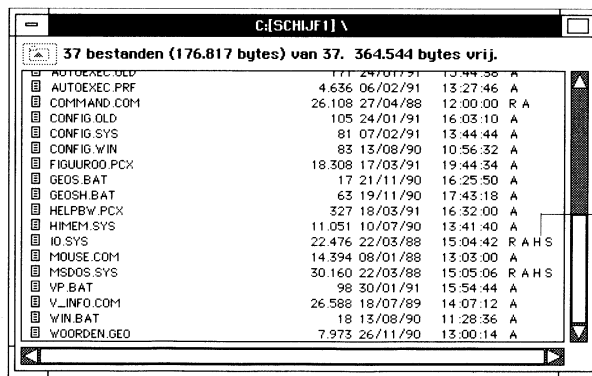 C:[SCHIJF1] \
37 bestanden (176.817 bytes) van 37. 364.544 bytes vrij.
AUTOEXEC.OLD 171 24/01/91 13:44:58 A
AUTOEXEC.PRF 4.636 06/02/91 13:27:46 A
COMMAND.COM 26.108 27/04/88 12:00:00 R A
CONFIG.OLD 105 24/01/91 16:03:10 A
CONFIG.SYS 81 07/02/91 13:44:44 A
CONFIG.WIN 83 13/08/90 10:56:32 A
FIGUUR00.PCX 18.308 17/03/91 19:44:34 A
GEOS.BAT 17 21/11/90 16:25:50 A
GEOSH.BAT 63 19/11/90 17:43:18 A
HELPBW.PCX 327 18/03/91 16:32:00 A
HIMEM.SYS 11.051 10/07/90 13:41:40 A
IO.SYS 22.476 22/03/88 15:04:42 R A H S
MOUSE.COM 14.394 08/01/88 13:03:00 A
MSDOS.SYS 30.160 22/03/88 15:05:06 R A H S
VP.BAT 98 30/01/91 15:54:44 A
V_INFO.COM 26.588 18/07/89 14:07:12 A
WIN.BAT 18 13/08/90 11:28:36 A
WOORDEN.GEO 7.973 26/11/90 13:00:14 A